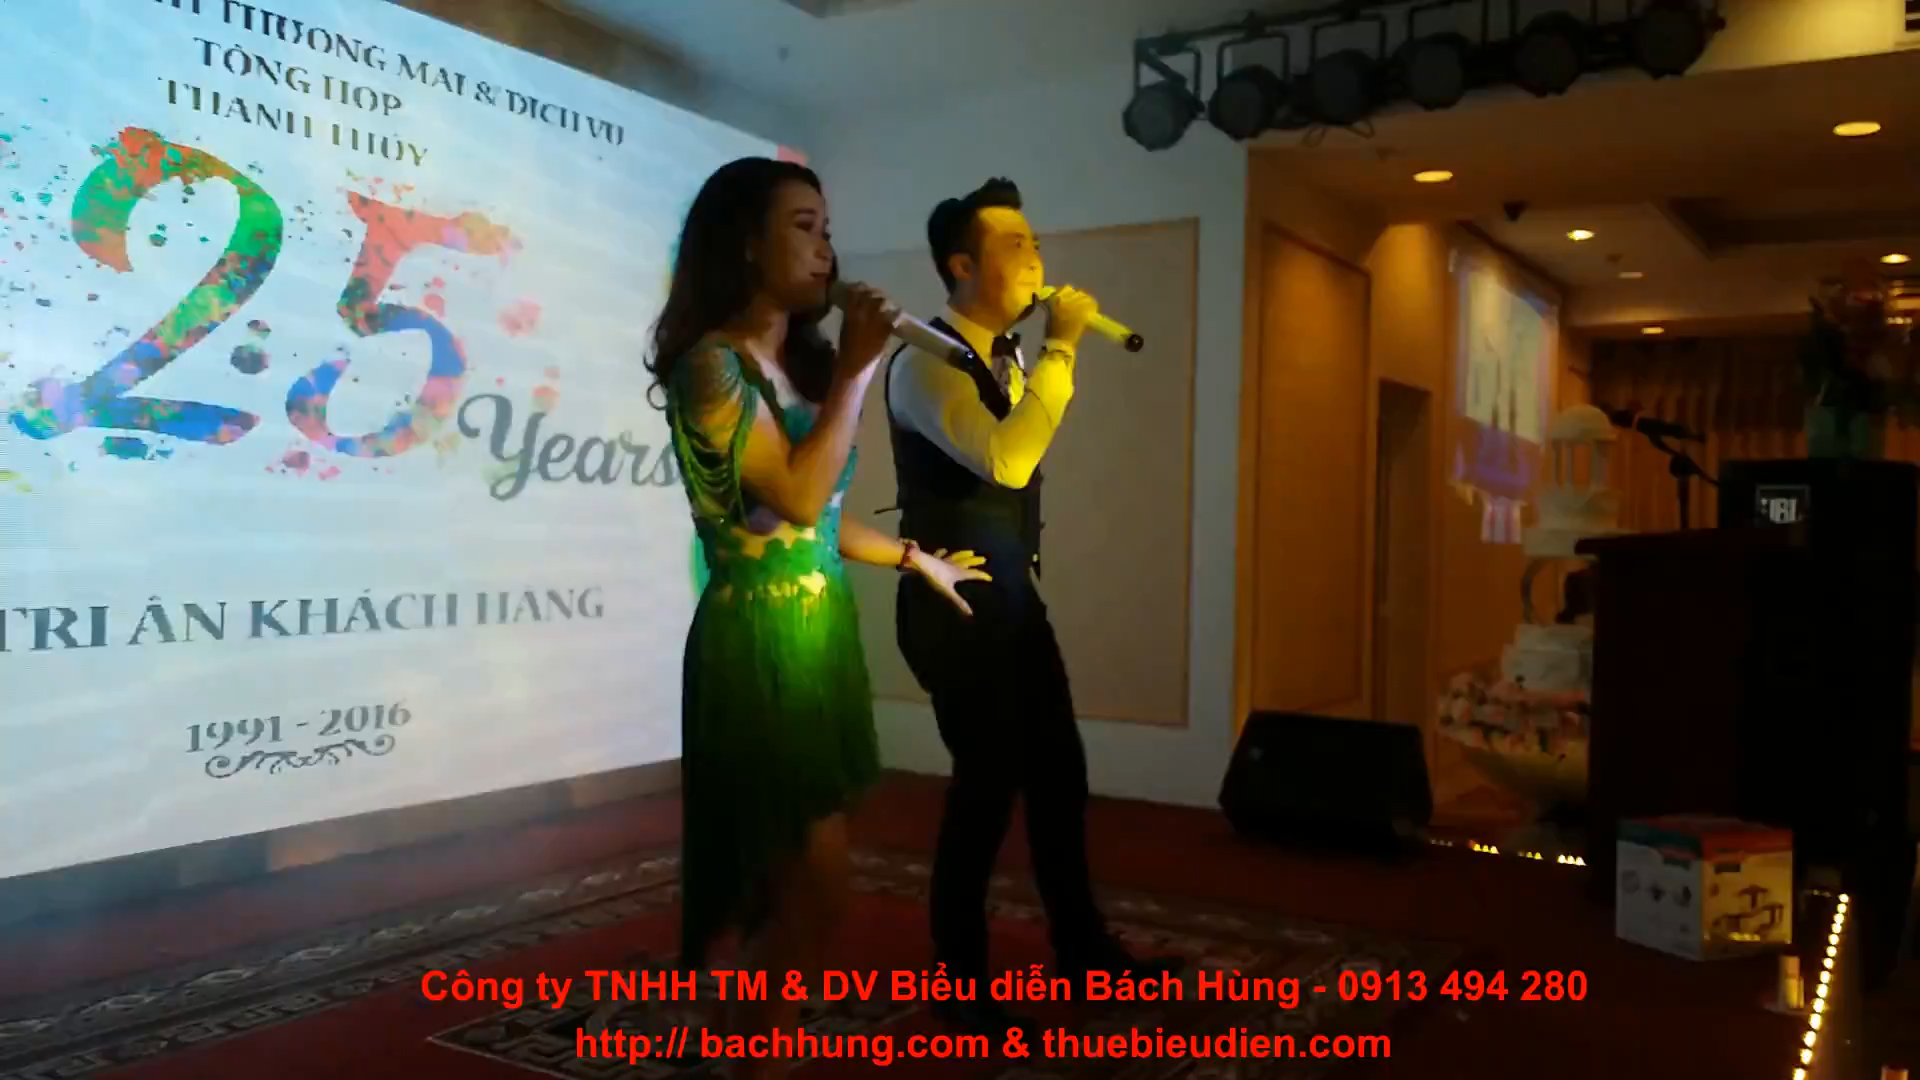 THƯƠNG MẠI & DỊCH VỤ
TỔNG HỢP
THANH THỦY
25
Years
TRI ÂN KHÁCH HÀNG
1991 - 2016
JBL
Công ty TNHH TM & DV Biểu diễn Bách Hùng - 0913 494 280
http:// bachhung.com & thuebieudien.com